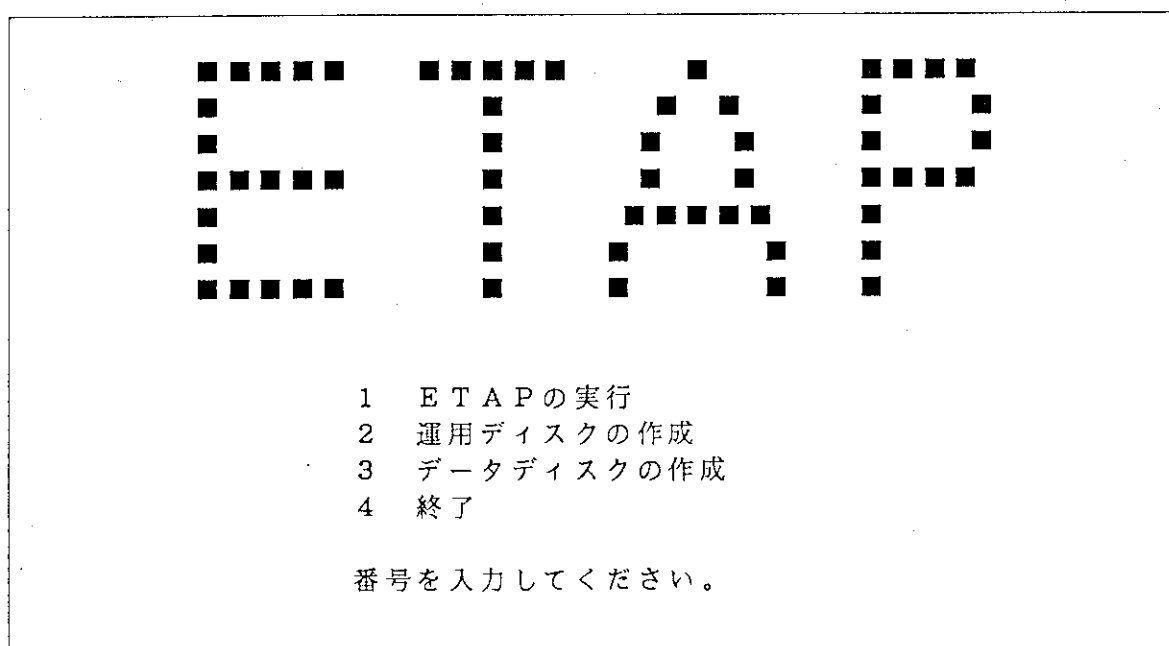 ETAP
1 ETAPの実行
2 運用ディスクの作成
3 データディスクの作成
4 終了
番号を入力してください。